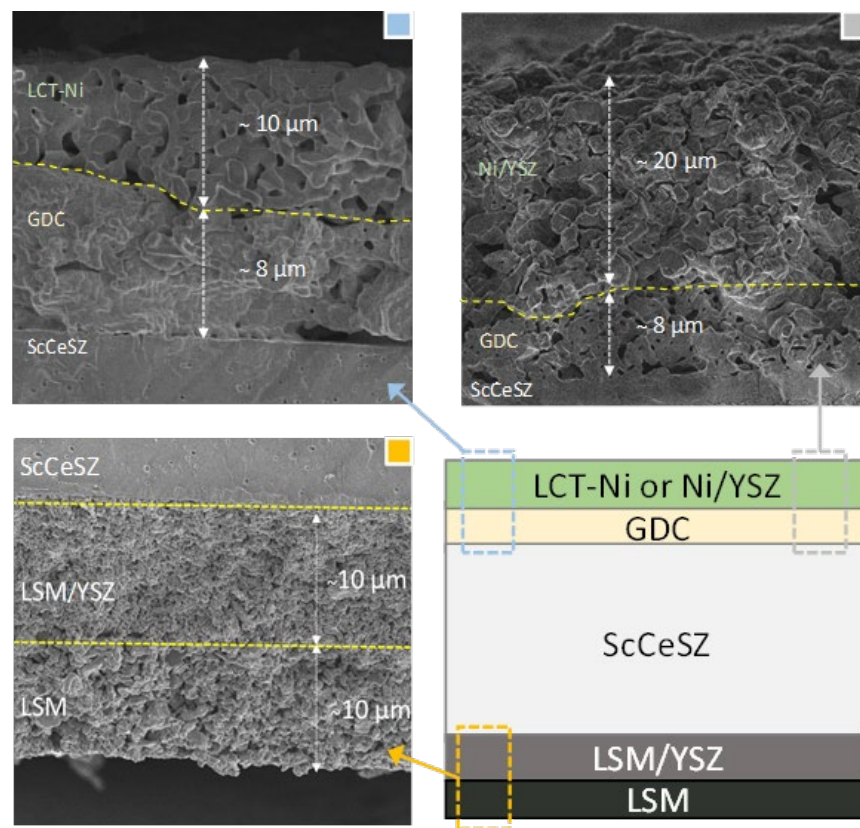 LCT-Ni
~ 10 µm
GDC
~ 8 µm
ScCeSZ
Ni/YSZ
~ 20 µm
GDC
~ 8 µm
ScCeSZ
ScCeSZ
LSM/YSZ
~10 µm
LSM
~10 µm
LCT-Ni or Ni/YSZ
GDC
ScCeSZ
LSM/YSZ
LSM